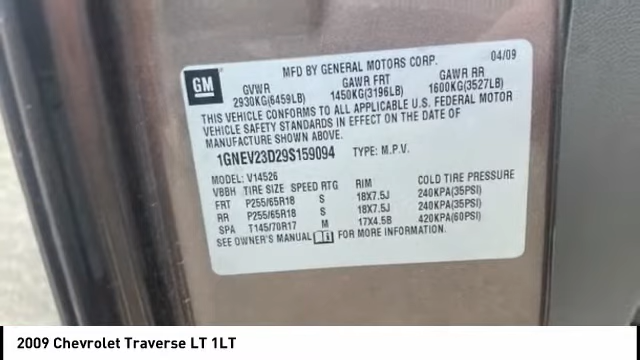 GM
MFD BY GENERAL MOTORS CORP. 04/09
GVWR GAWR FRT GAWR RR
2930KG(6459LB) 1450KG(3196LB) 1600KG(3527LB)
THIS VEHICLE CONFORMS TO ALL APPLICABLE U.S. FEDERAL MOTOR
VEHICLE SAFETY STANDARDS IN EFFECT ON THE DATE OF
MANUFACTURE SHOWN ABOVE.
1GNEV23D29S159094 TYPE: M.P.V.
MODEL: V14526
VBBH TIRE SIZE SPEED RTG RIM COLD TIRE PRESSURE
FRT P255/65R18 S 18X7.5J 240KPA(35PSI)
RR P255/65R18 S 18X7.5J 240KPA(35PSI)
SPA T145/70R17 M 17X4.5B 420KPA(60PSI)
SEE OWNER'S MANUAL FOR MORE INFORMATION.
2009 Chevrolet Traverse LT 1LT